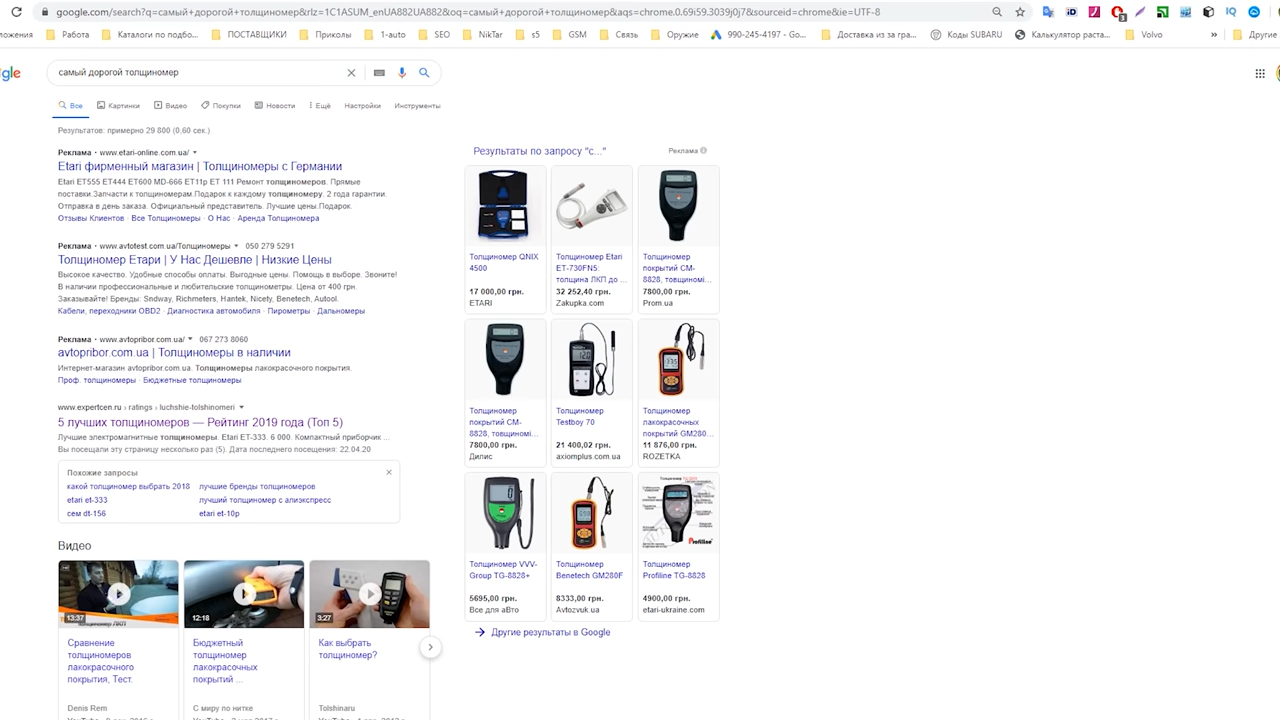 google.com/search?q=самый+дорогой+толщиномер&rlz=1C1ASUM_enUA882UA882&oq=самый+дорогой+толщиномер&aqs=chrome.0.69i59.3039j0j7&sourceid=chrome&ie=UTF-8
ложения Работа Каталоги по подбо... ПОСТАВЩИКИ Приколы 1-auto SEO NikTar s5 GSM Связь Оружие 990-245-4197 - Go... Доставка из за гра... Коды SUBARU Калькулятор раста... Volvo » Другие
gle
самый дорогой толщиномер
Все Картинки Видео Покупки Новости Ещё Настройки Инструменты
Результатов: примерно 29 800 (0,60 сек.)
Реклама · www.etari-online.com.ua/
Etari фирменный магазин | Толщиномеры с Германии
Etari ET555 ET444 ET600 MD-666 ET11p ET 111 Ремонт толщиномеров. Прямые
поставки.Запчасти к толщиномерам.Подарок к каждому толщиномеру. 2 года гарантии.
Отправка в день заказа. Официальный представитель. Лучшие цены.Подарок.
Отзывы Клиентов · Все Толщиномеры · О Нас · Аренда Толщиномера
Реклама · www.avtotest.com.ua/Толщиномеры 050 279 5291
Толщиномер Етари | У Нас Дешевле | Низкие Цены
Высокое качество. Удобные способы оплаты. Выгодные цены. Помощь в выборе. Звоните!
В наличии профессиональные и любительские толщинометры. Цена от 400 грн.
Заказывайте! Бренды: Sndway, Richmeters, Hantek, Nicety, Benetech, Autool.
Кабели, переходники OBD2 · Диагностика автомобиля · Пирометры · Дальномеры
Реклама · www.avtopribor.com.ua/ 067 273 8060
avtopribor.com.ua | Толщиномеры в наличии
Интернет-магазин avtopribor.com.ua. Толщиномеры лакокрасочного покрытия.
Проф. толщиномеры · Бюджетные толщиномеры
www.expertcen.ru › ratings › luchshie-tolshinomeri
5 лучших толщиномеров — Рейтинг 2019 года (Топ 5)
Лучшие электромагнитные толщиномеры. Etari ET-333. 6 000. Компактный приборчик ...
Вы посещали эту страницу несколько раз (5). Дата последнего посещения: 22.04.20
Похожие запросы
какой толщиномер выбрать 2018 лучшие бренды толщиномеров
etari et-333 лучший толщиномер с алиэкспресс
сем dt-156 etari et-10p
Видео
13:37
12:18
3:27
Сравнение
толщиномеров
лакокрасочного
покрытия, Тест.
Denis Rem
Бюджетный
толщиномер
лакокрасочных
покрытий ...
С миру по нитке
Как выбрать
толщиномер?
Tolshinaru
Результаты по запросу "с..."
Реклама
Толщиномер QNIX
4500
17 000,00 грн.
ETARI
Толщиномер Etari
ET-730FN5:
толщина ЛКП до ...
32 252,40 грн.
Zakupka.com
Толщиномер
покрытий CM-
8828, товщиномі...
7800,00 грн.
Prom.ua
Толщиномер
покрытий CM-
8828, товщиномі...
7800,00 грн.
Дилис
Толщиномер
Testboy 70
21 400,02 грн.
axiomplus.com.ua
Толщиномер
лакокрасочных
покрытий GM280...
11 876,00 грн.
ROZETKA
Толщиномер VVV-
Group TG-8828+
5695,00 грн.
Все для аВто
Толщиномер
Benetech GM280F
8333,00 грн.
Avtozvuk.ua
Толщиномер
Profiline TG-8828
4900,00 грн.
etari-ukraine.com
Другие результаты в Google